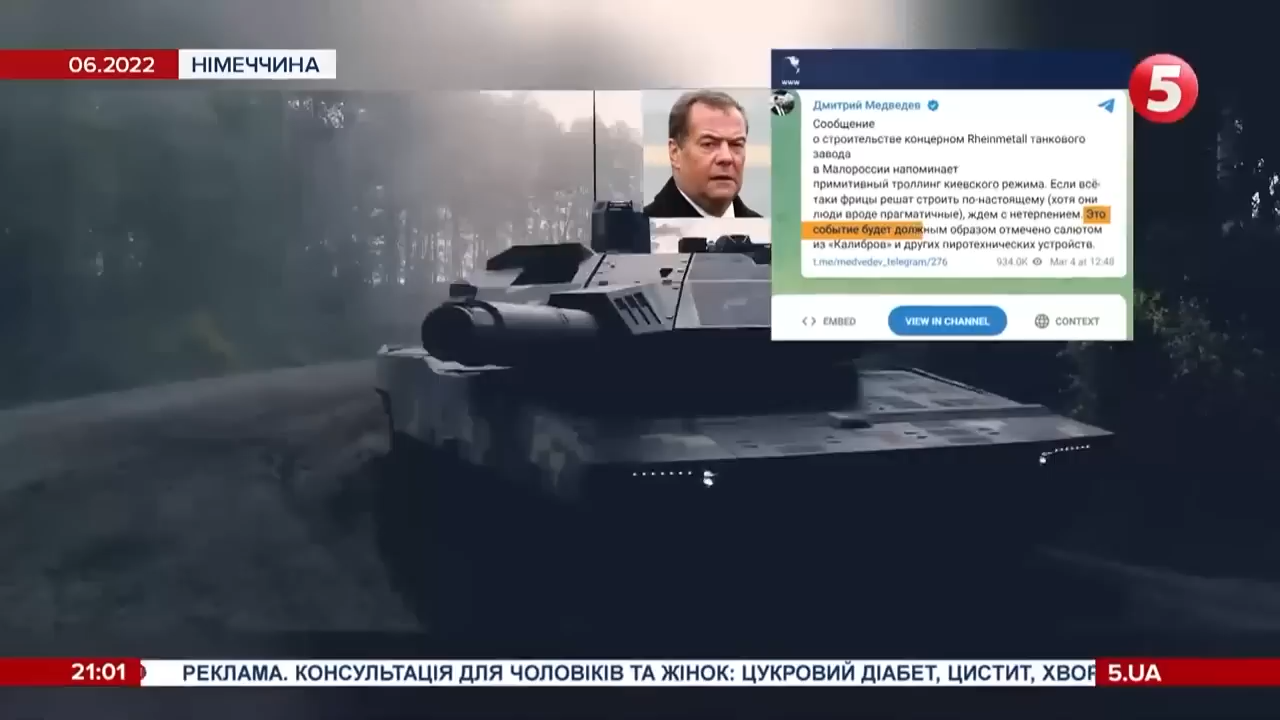 06.2022
НІМЕЧЧИНА
www
5
Дмитрий Медведев
Сообщение
о строительстве концерном Rheinmetall танкового
завода
в Малороссии напоминает
примитивный троллинг киевского режима. Если всё-
таки фрицы решат строить по-настоящему (хотя они
люди вроде прагматичные), ждем с нетерпением. Это
событие будет должным образом отмечено салютом
из «Калибров» и других пиротехнических устройств.
t.me/medvedev_telegram/276 934.0K Mar 4 at 12:48
<> EMBED VIEW IN CHANNEL CONTEXT
111
21:01 РЕКЛАМА. КОНСУЛЬТАЦІЯ ДЛЯ ЧОЛОВІКІВ ТА ЖІНОК: ЦУКРОВИЙ ДІАБЕТ, ЦИСТИТ, ХВОР 5.UA